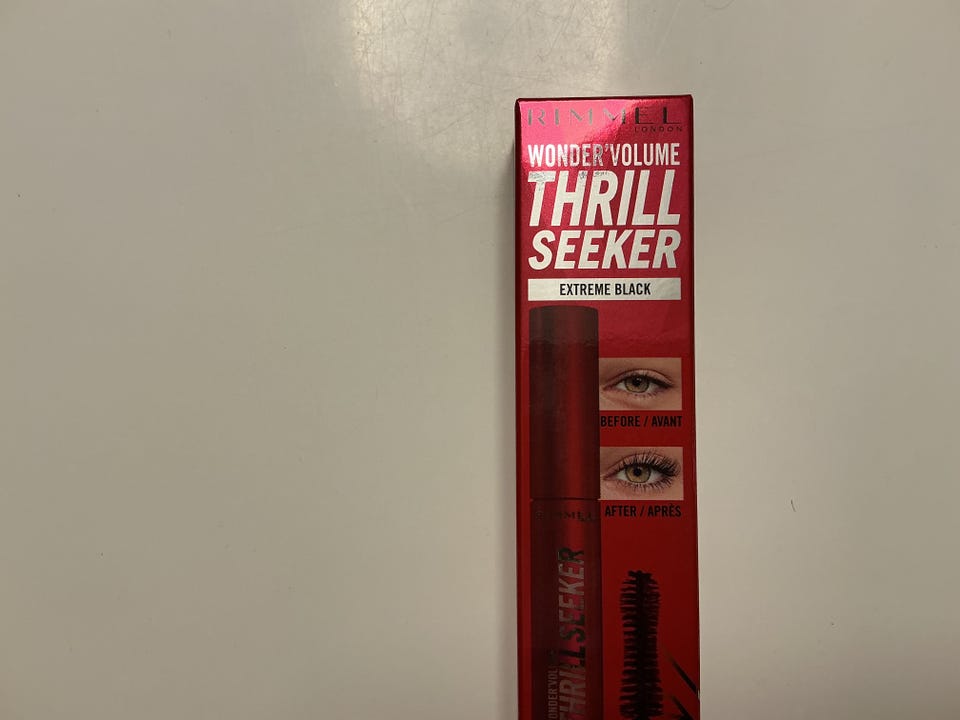 RIMMEL
LONDON
WONDER'VOLUME
THRILL
SEEKER
EXTREME BLACK
BEFORE / AVANT
AFTER / APRÈS
RIMMEL
THRILL SEEKER